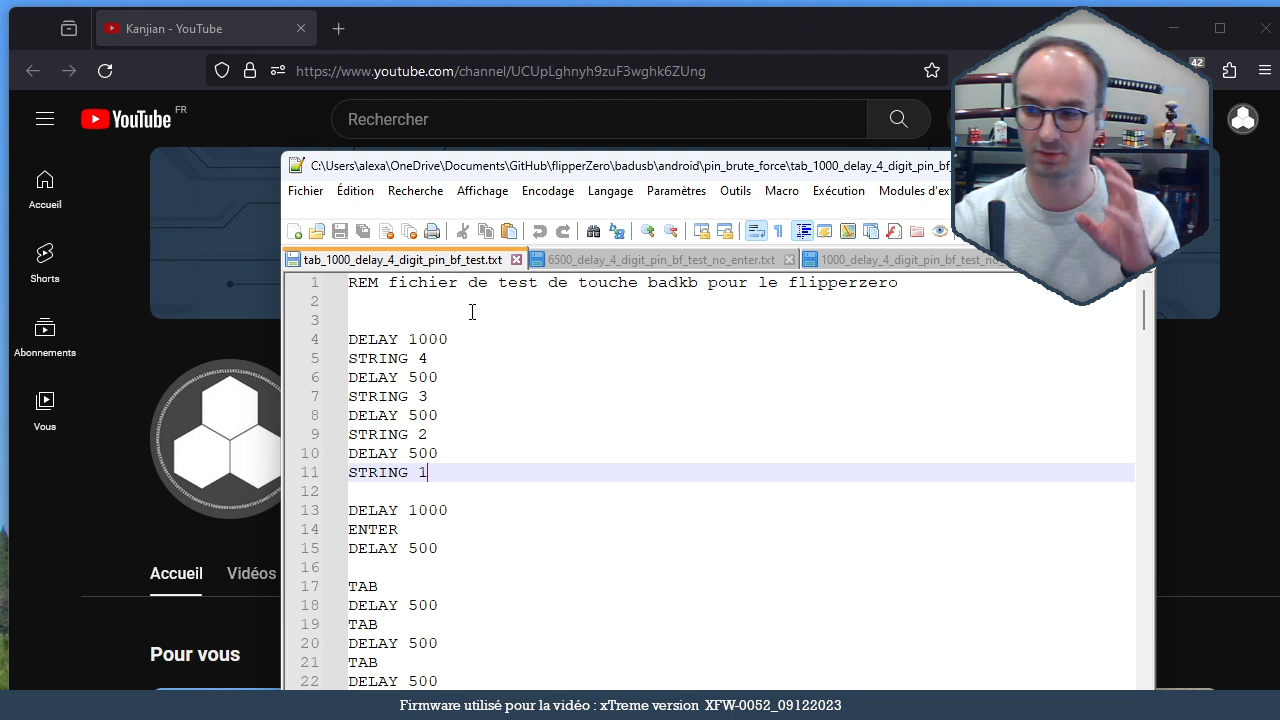 Kanjian - YouTube
https://www.youtube.com/channel/UCUpLghnyh9zuF3wghk6ZUng
42
YouTube FR
Rechercher
Accueil
Shorts
Abonnements
Vous
C:\Users\alexa\OneDrive\Documents\GitHub\flipperZero\badusb\android\pin_brute_force\tab_1000_delay_4_digit_pin_bf
Fichier Édition Recherche Affichage Encodage Langage Paramètres Outils Macro Exécution Modules d'ex
tab_1000_delay_4_digit_pin_bf_test.txt 6500_delay_4_digit_pin_bf_test_no_enter.txt 1000_delay_4_digit_pin_bf_test_no
1 REM fichier de test de touche badkb pour le flipperzero
2
3
4 DELAY 1000
5 STRING 4
6 DELAY 500
7 STRING 3
8 DELAY 500
9 STRING 2
10 DELAY 500
11 STRING 1
12
13 DELAY 1000
14 ENTER
15 DELAY 500
16
17 TAB
18 DELAY 500
19 TAB
20 DELAY 500
21 TAB
22 DELAY 500
Accueil Vidéos
Pour vous
Firmware utilisé pour la vidéo : xTreme version XFW-0052_09122023